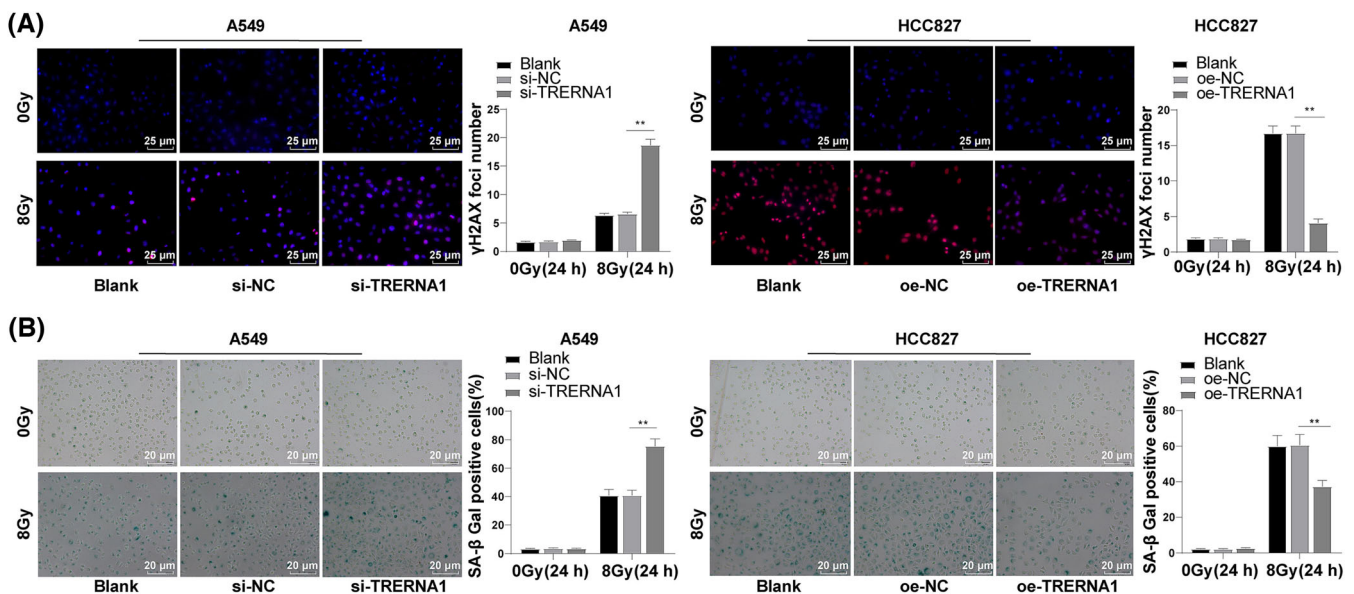 (A)
A549
0Gy
25 µm
25 µm
25 µm
8Gy
25 µm
25 µm
25 µm
Blank
si-NC
si-TRERNA1
A549
Blank
si-NC
si-TRERNA1
γH2AX foci number
25
20
15
10
5
0
**
0Gy(24 h)
8Gy(24 h)
HCC827
0Gy
25 µm
25 µm
25 µm
8Gy
25 µm
25 µm
25 µm
Blank
oe-NC
oe-TRERNA1
HCC827
Blank
oe-NC
oe-TRERNA1
γH2AX foci number
20
15
10
5
0
**
0Gy(24 h)
8Gy(24 h)
(B)
A549
0Gy
20 µm
20 µm
20 µm
8Gy
20 µm
20 µm
20 µm
Blank
si-NC
si-TRERNA1
A549
Blank
si-NC
si-TRERNA1
SA-β Gal positive cells(%)
100
80
60
40
20
0
**
0Gy(24 h)
8Gy(24 h)
HCC827
0Gy
20 µm
20 µm
20 µm
8Gy
20 µm
20 µm
20 µm
Blank
oe-NC
oe-TRERNA1
HCC827
Blank
oe-NC
oe-TRERNA1
SA-β Gal positive cells(%)
80
60
40
20
0
**
0Gy(24 h)
8Gy(24 h)